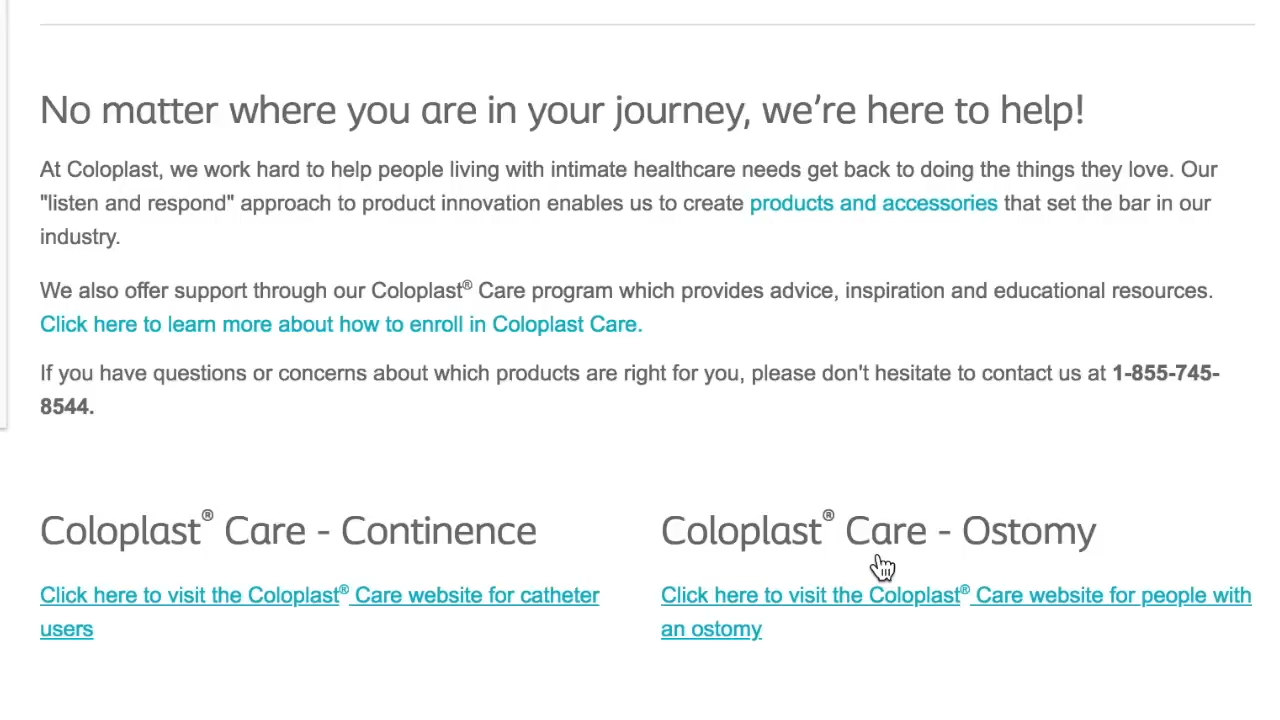 No matter where you are in your journey, we’re here to help!
At Coloplast, we work hard to help people living with intimate healthcare needs get back to doing the things they love. Our
"listen and respond" approach to product innovation enables us to create products and accessories that set the bar in our
industry.
We also offer support through our Coloplast® Care program which provides advice, inspiration and educational resources.
Click here to learn more about how to enroll in Coloplast Care.
If you have questions or concerns about which products are right for you, please don't hesitate to contact us at 1-855-745-
8544.
Coloplast® Care - Continence
Click here to visit the Coloplast® Care website for catheter
users
Coloplast® Care - Ostomy
Click here to visit the Coloplast® Care website for people with
an ostomy